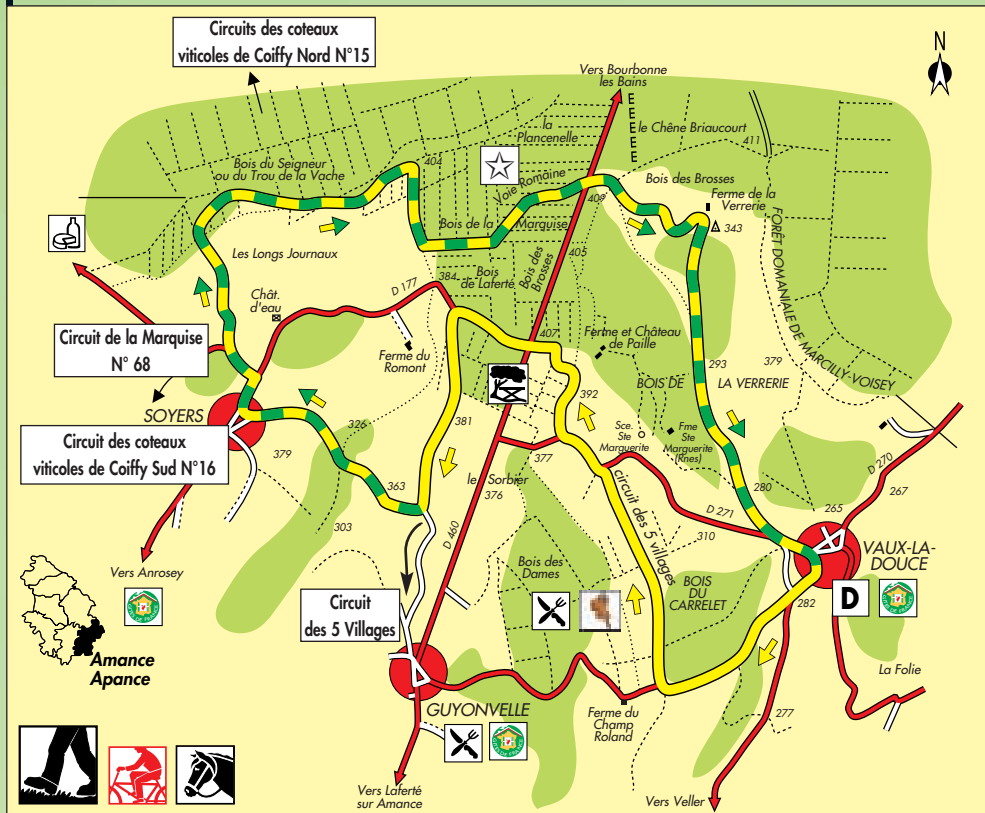 Circuits des coteaux
viticoles de Coiffy Nord N°15
N
Vers Bourbonne
les Bains
le Chêne Briaucourt
la
Plancenelle
411
Bois du Seigneur
ou du Trou de la Vache
404
Voie Romaine
Bois des Brosses
409
Ferme de la
Verrerie
343
Bois de la Marquise
Les Longs Journaux
405
Bois des
Brosses
384
Bois
de Laferté
D 177
Chât.
d'eau
FORÊT DOMANIALE DE MARCILLY-VOISEY
Circuit de la Marquise
N° 68
Ferme du
Romont
407
Ferme et Château
de Paille
293
379
BOIS DE
LA VERRERIE
392
SOYERS
326
381
Sce.
Ste
Marguerite
Fme
Ste
Marguerite
(Rnes)
Circuit des coteaux
viticoles de Coiffy Sud N°16
379
377
le Sorbier
376
363
circuit des 5 villages
280
D 270
267
265
303
D 460
D 271
310
VAUX-LA-
DOUCE
Vers Anrosey
Bois des
Dames
BOIS
DU
CARRELET
282
D
GITES DE FRANCE
Circuit
des 5 Villages
Amance
Apance
La Folie
GUYONVELLE
Ferme du
Champ
Roland
277
Vers Laferté
sur Amance
Vers Veller